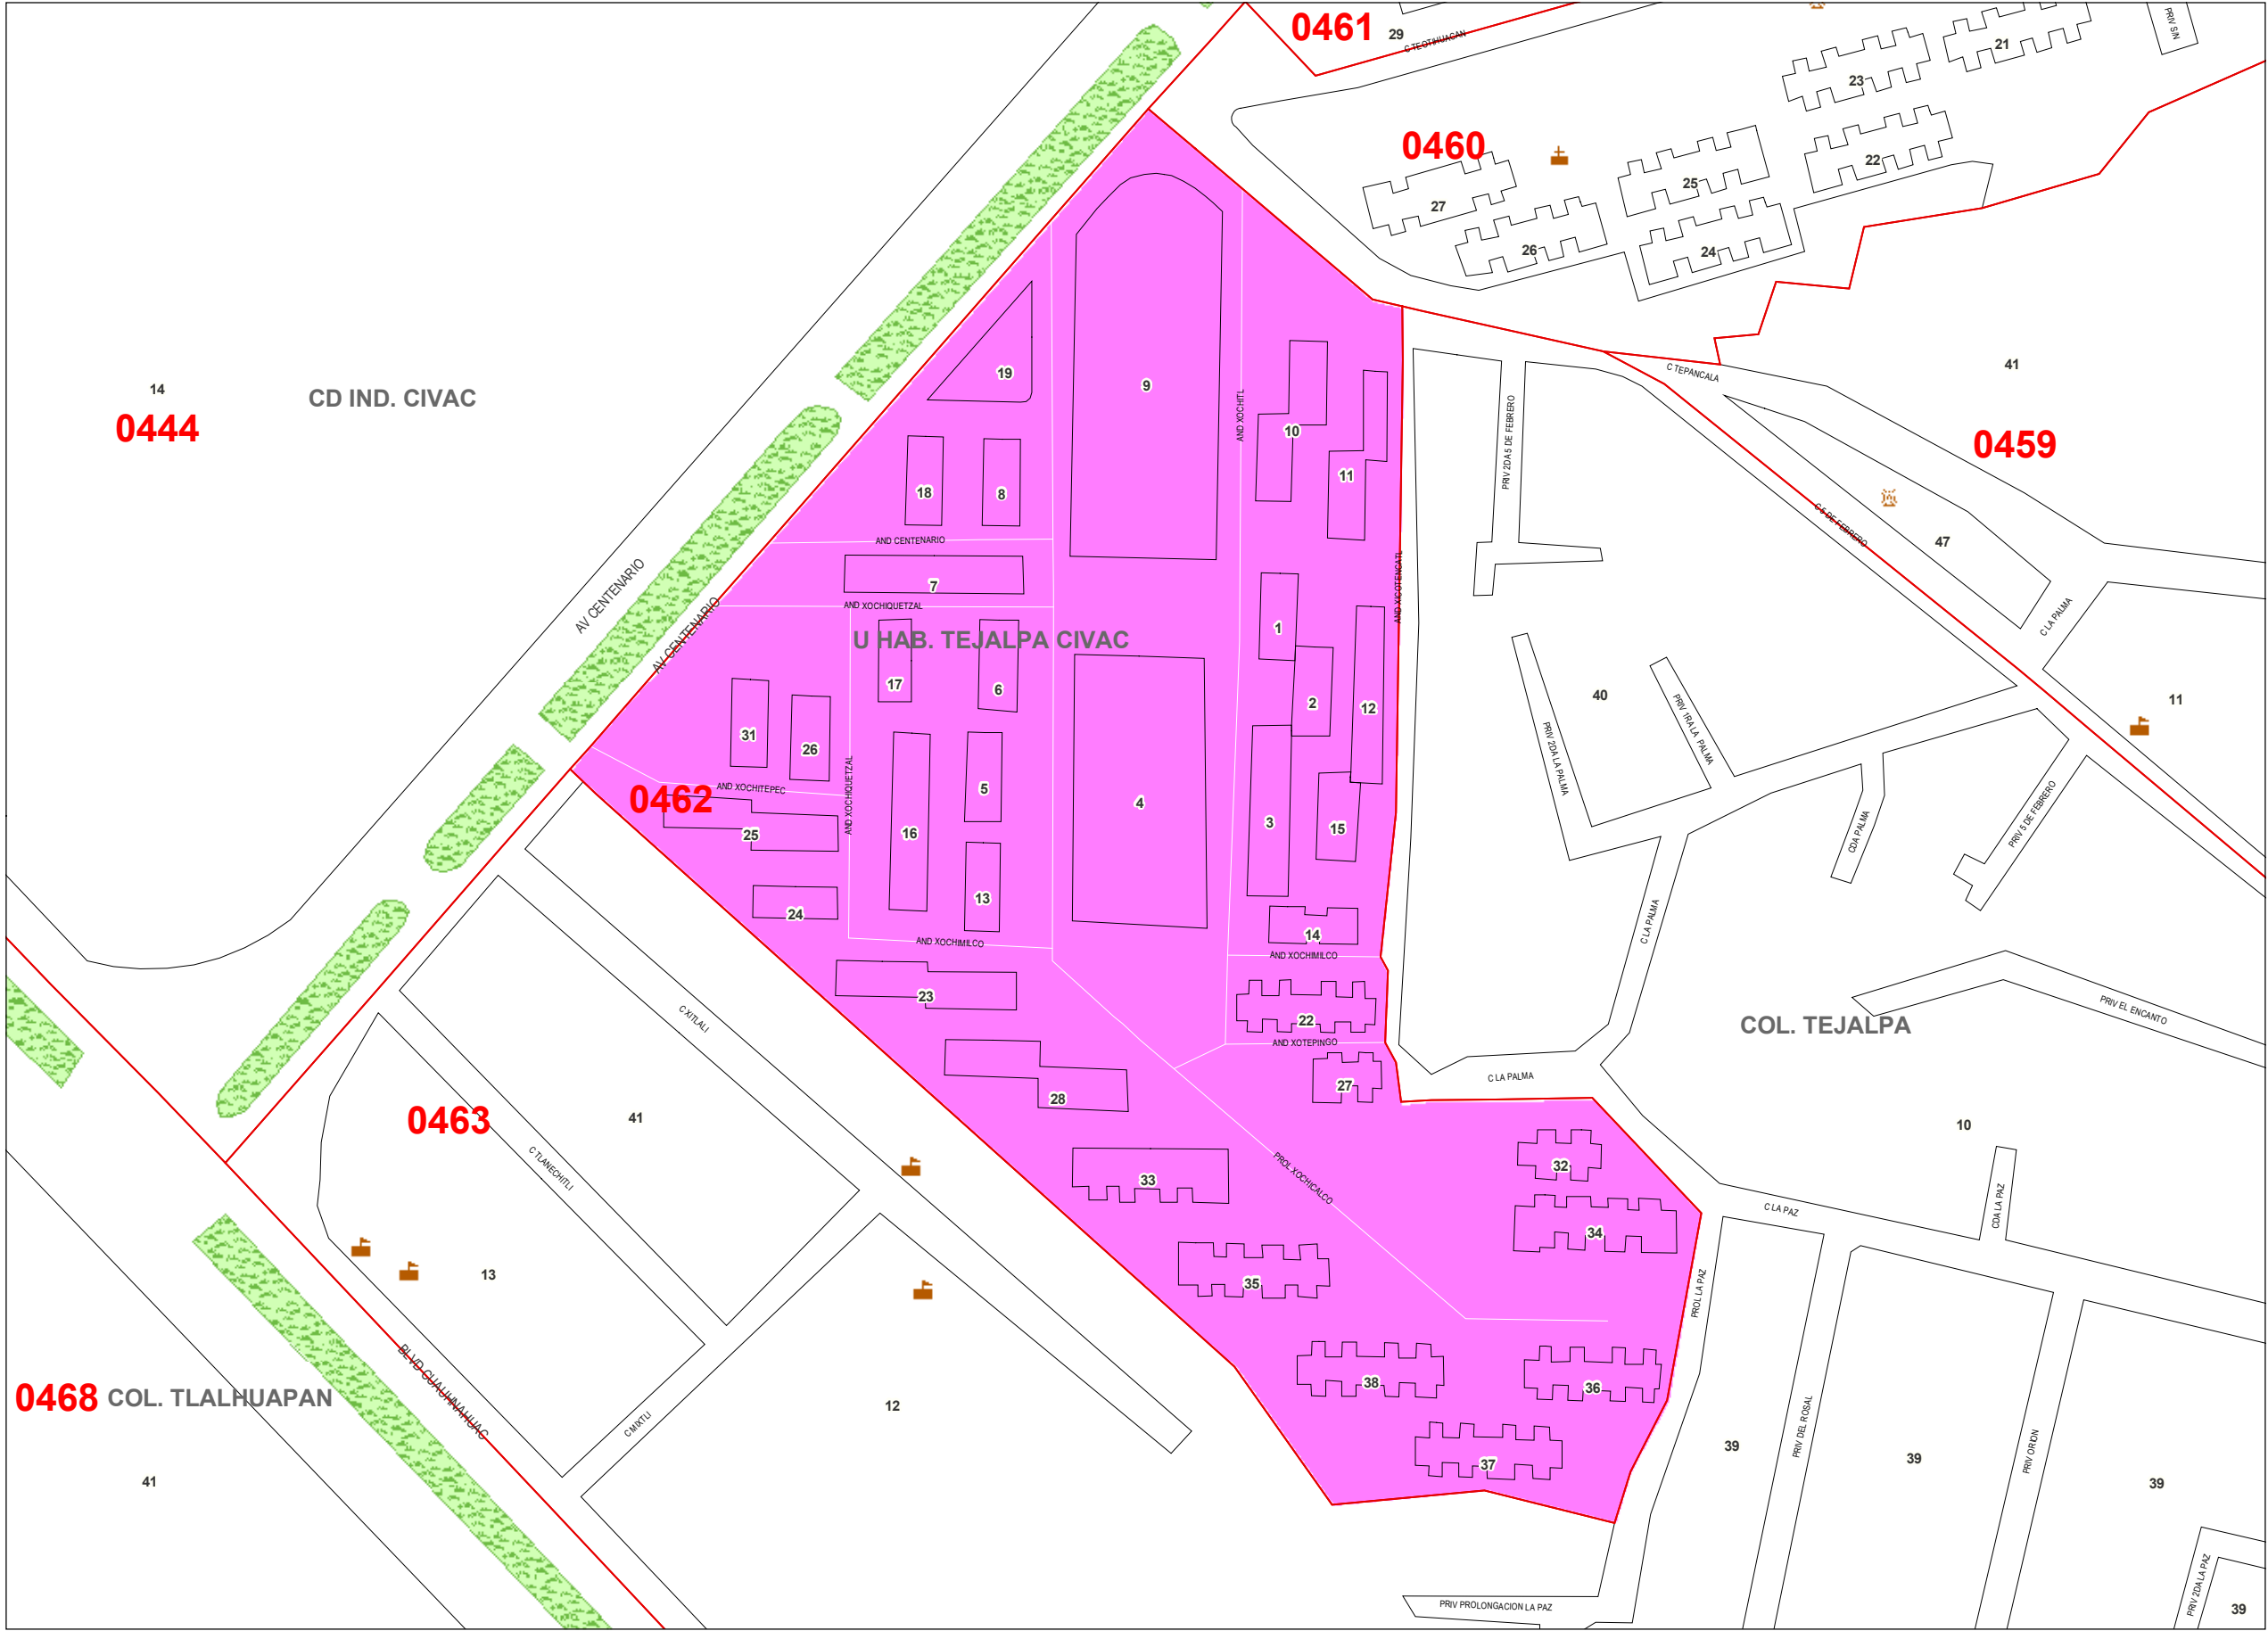 0461
29
C TEOTIHUACAN
PRIV S/N
21
23
0460
22
25
27
26
24
14
CD IND. CIVAC
0444
19
9
AND XOCHITL
10
11
C TEPANCALA
41
0459
PRIV 2DA 5 DE FEBRERO
18
8
C 5 DE FEBRERO
47
AND CENTENARIO
7
AND XICOTENCATL
AV CENTENARIO
AV CENTENARIO
AND XOCHIQUETZAL
U HAB. TEJALPA CIVAC
1
C LA PALMA
17
6
2
12
40
11
31
26
PRIV 2DA LA PALMA
PRIV 1RA LA PALMA
AND XOCHITEPEC
0462
AND XOCHIQUETZAL
5
4
3
15
25
16
CDA PALMA
PRIV 5 DE FEBRERO
24
13
14
C LA PALMA
AND XOCHIMILCO
AND XOCHIMILCO
23
22
C XITLALI
COL. TEJALPA
PRIV EL ENCANTO
AND XOTEPINGO
27
C LA PALMA
28
0463
41
10
C TLANECHITLI
33
PROL XOCHICALCO
32
34
C LA PAZ
CDA LA PAZ
13
35
PROL LA PAZ
BLVD CUAUHNAHUAC
0468
COL. TLALHUAPAN
38
36
12
C MIXTLI
37
39
PRIV DEL ROSAL
39
PRIV ORION
39
41
PRIV PROLONGACION LA PAZ
PRIV 2DA LA PAZ
39